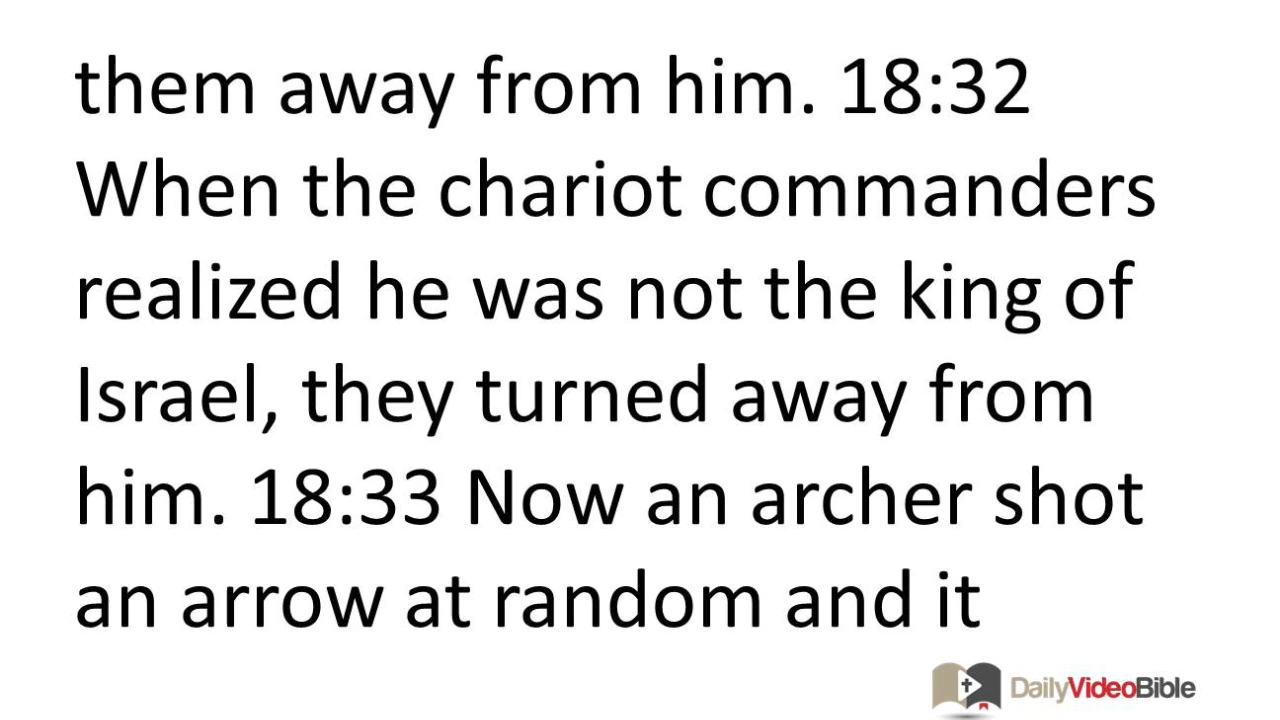 them away from him. 18:32
When the chariot commanders
realized he was not the king of
Israel, they turned away from
him. 18:33 Now an archer shot
an arrow at random and it
DailyVideoBible